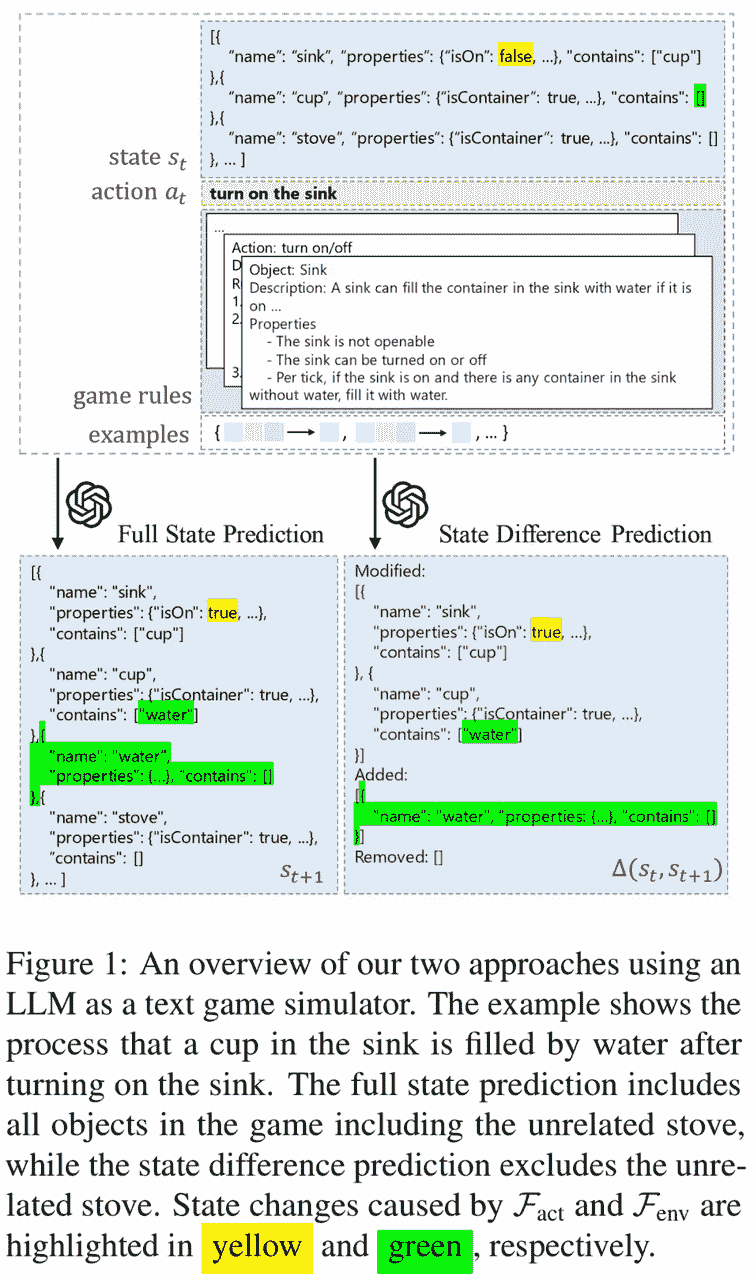 [{
"name": "sink", "properties": {"isOn": false, ...}, "contains": ["cup"]
},{
"name": "cup", "properties": {"isContainer": true, ...}, "contains": []
},{
"name": "stove", "properties": {"isContainer": true, ...}, "contains": []
}, ... ]
state s_t
action a_t
turn on the sink
...
Action: turn on/off
D
R
1.
2.
3.
Object: Sink
Description: A sink can fill the container in the sink with water if it is
on ...
Properties
- The sink is not openable
- The sink can be turned on or off
- Per tick, if the sink is on and there is any container in the sink
without water, fill it with water.
game rules
examples
{ → , → , ... }
Full State Prediction
State Difference Prediction
[{
"name": "sink",
"properties": {"isOn": true, ...},
"contains": ["cup"]
},{
"name": "cup",
"properties": {"isContainer": true, ...},
"contains": ["water"]
},{
"name": "water",
"properties": {...}, "contains": []
},{
"name": "stove",
"properties": {"isContainer": true, ...},
"contains": []
}, ... ]
s_{t+1}
Modified:
[{
"name": "sink",
"properties": {"isOn": true, ...},
"contains": ["cup"]
}, {
"name": "cup",
"properties": {"isContainer": true, ...},
"contains": ["water"]
}]
Added:
[{
"name": "water", "properties: {...}, "contains": []
}]
Removed: []
Δ(s_t, s_{t+1})
Figure 1: An overview of our two approaches using an
LLM as a text game simulator. The example shows the
process that a cup in the sink is filled by water after
turning on the sink. The full state prediction includes
all objects in the game including the unrelated stove,
while the state difference prediction excludes the unre-
lated stove. State changes caused by ℱ_act and ℱ_env are
highlighted in yellow and green , respectively.